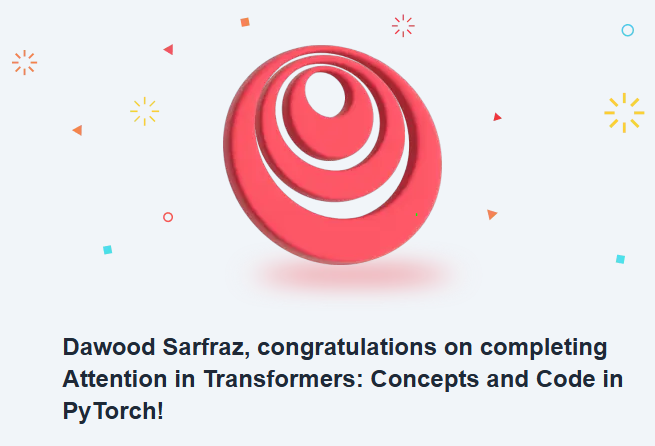 Dawood Sarfraz, congratulations on completing
Attention in Transformers: Concepts and Code in
PyTorch!